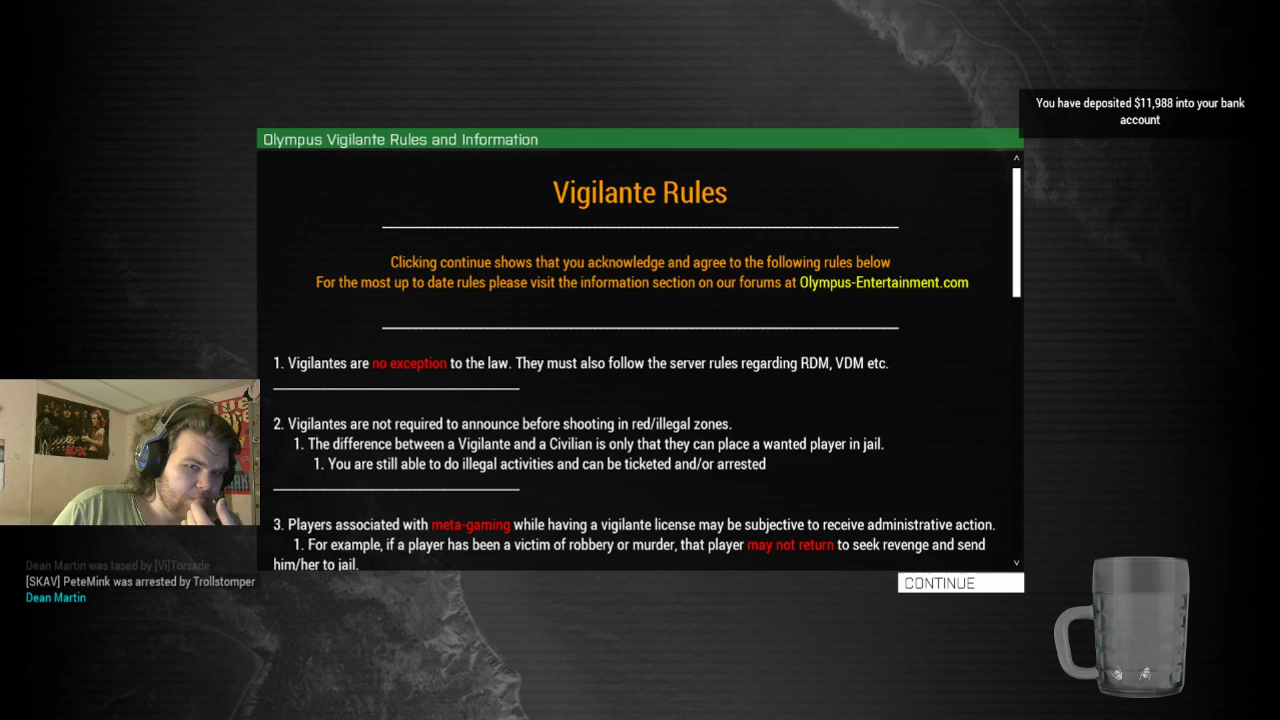 You have deposited $11,988 into your bank
account
Olympus Vigilante Rules and Information
Vigilante Rules
Clicking continue shows that you acknowledge and agree to the following rules below
For the most up to date rules please visit the information section on our forums at Olympus-Entertainment.com
1. Vigilantes are no exception to the law. They must also follow the server rules regarding RDM, VDM etc.
2. Vigilantes are not required to announce before shooting in red/illegal zones.
1. The difference between a Vigilante and a Civilian is only that they can place a wanted player in jail.
1. You are still able to do illegal activities and can be ticketed and/or arrested
3. Players associated with meta-gaming while having a vigilante license may be subjective to receive administrative action.
1. For example, if a player has been a victim of robbery or murder, that player may not return to seek revenge and send
him/her to jail.
CONTINUE
Dean Martin was tased by [Vi]Torsade
[SKAV] PeteMink was arrested by Trollstomper
Dean Martin